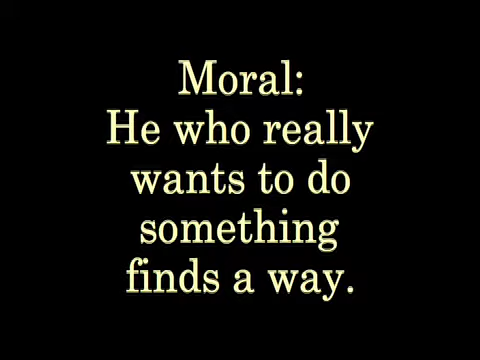 Moral:
He who really
wants to do
something
finds a way.